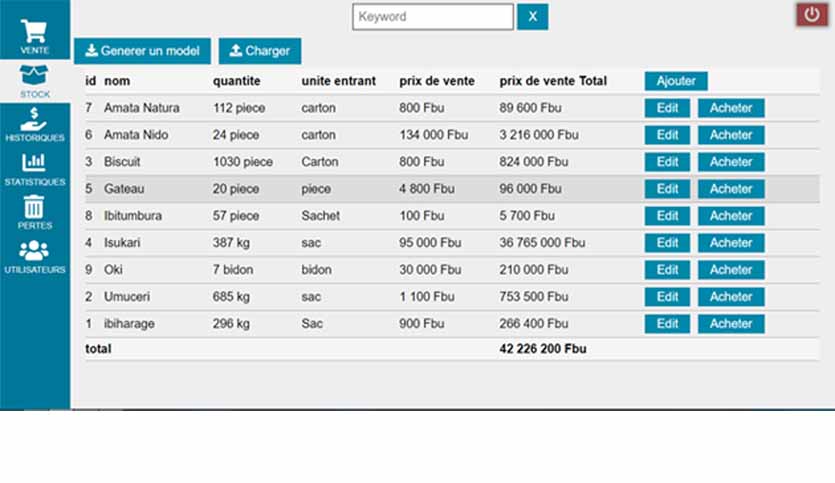 Keyword
X
VENTE
STOCK
HISTORIQUES
STATISTIQUES
PERTES
UTILISATEURS
Generer un model Charger
id nom quantite unite entrant prix de vente prix de vente Total Ajouter
7 Amata Natura 112 piece carton 800 Fbu 89 600 Fbu Edit Acheter
6 Amata Nido 24 piece carton 134 000 Fbu 3 216 000 Fbu Edit Acheter
3 Biscuit 1030 piece Carton 800 Fbu 824 000 Fbu Edit Acheter
5 Gateau 20 piece piece 4 800 Fbu 96 000 Fbu Edit Acheter
8 Ibitumbura 57 piece Sachet 100 Fbu 5 700 Fbu Edit Acheter
4 Isukari 387 kg sac 95 000 Fbu 36 765 000 Fbu Edit Acheter
9 Oki 7 bidon bidon 30 000 Fbu 210 000 Fbu Edit Acheter
2 Umuceri 685 kg sac 1 100 Fbu 753 500 Fbu Edit Acheter
1 ibiharage 296 kg Sac 900 Fbu 266 400 Fbu Edit Acheter
total 42 226 200 Fbu